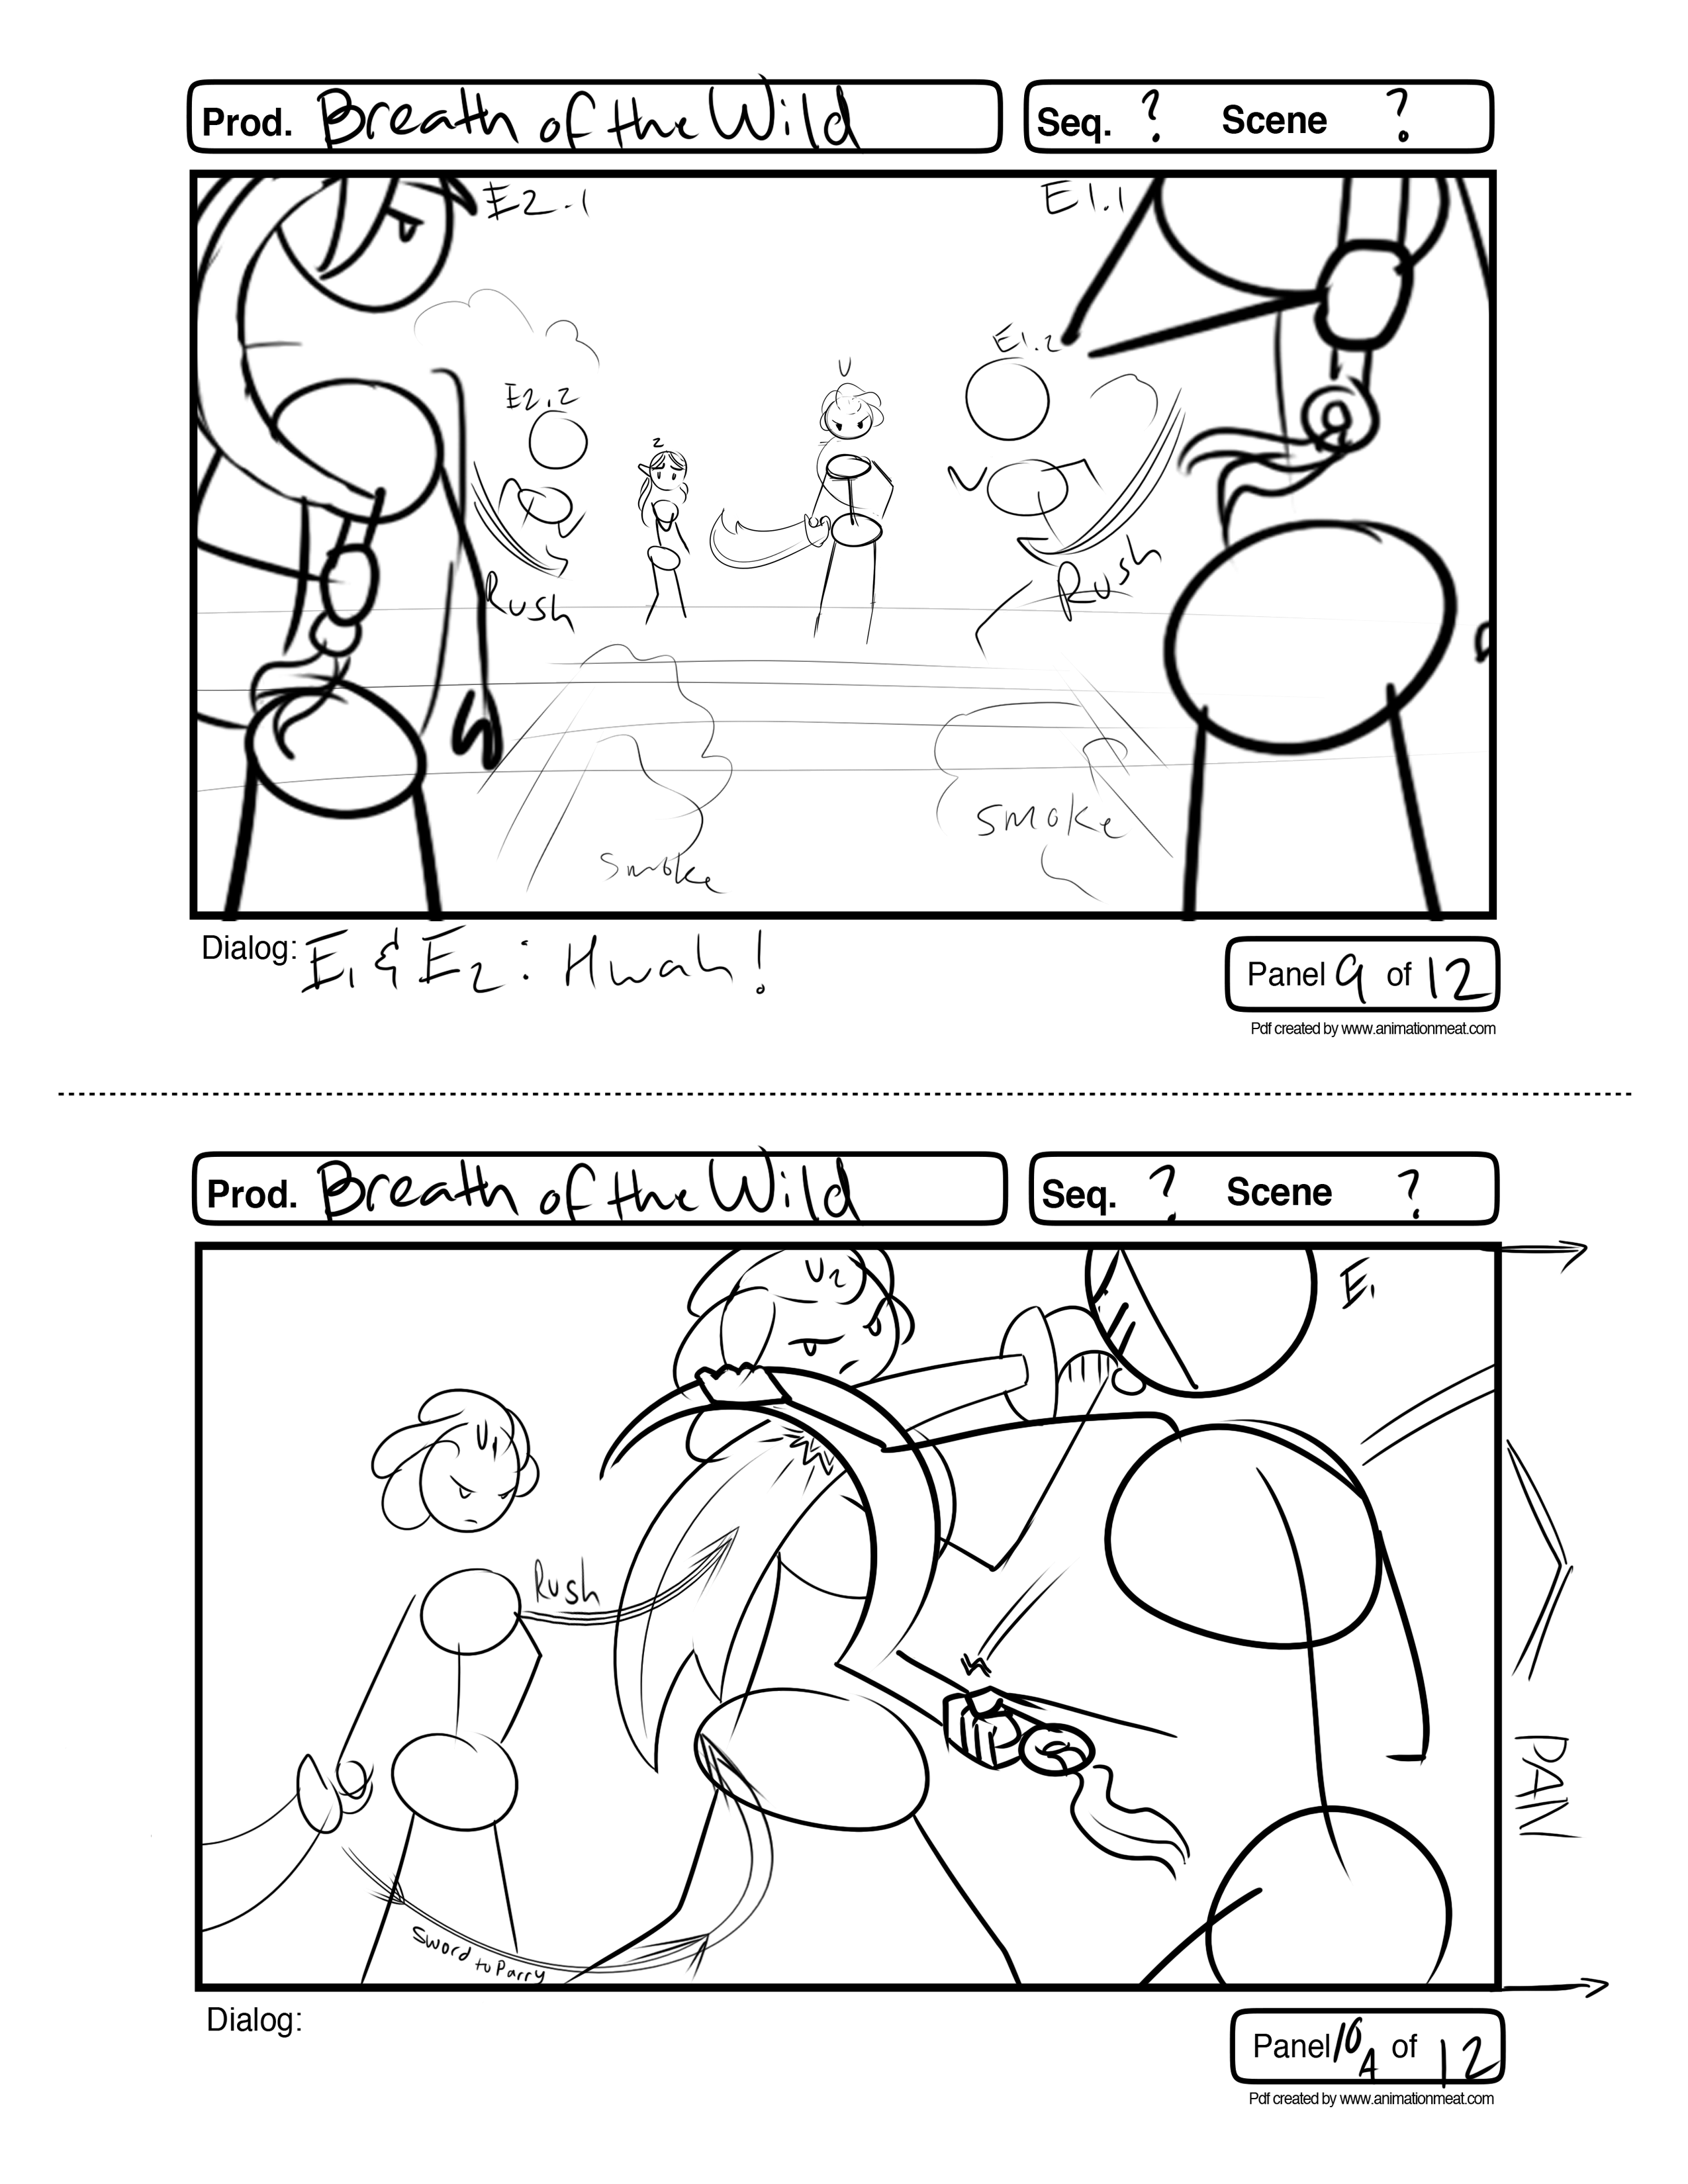 Prod. Breath of the Wild
Seq. ? Scene ?
E2.1
E1.1
E1.2
U
E2.2
z
Rush
Rush
Smoke
Smoke
Dialog: E1 & E2 : Hwah!
Panel 9 of 12
Pdf created by www.animationmeat.com
Prod. Breath of the Wild
Seq. ? Scene ?
U2
E1
U1
Rush
PAN
Sword to Parry
Dialog:
Panel 10A of 12
Pdf created by www.animationmeat.com